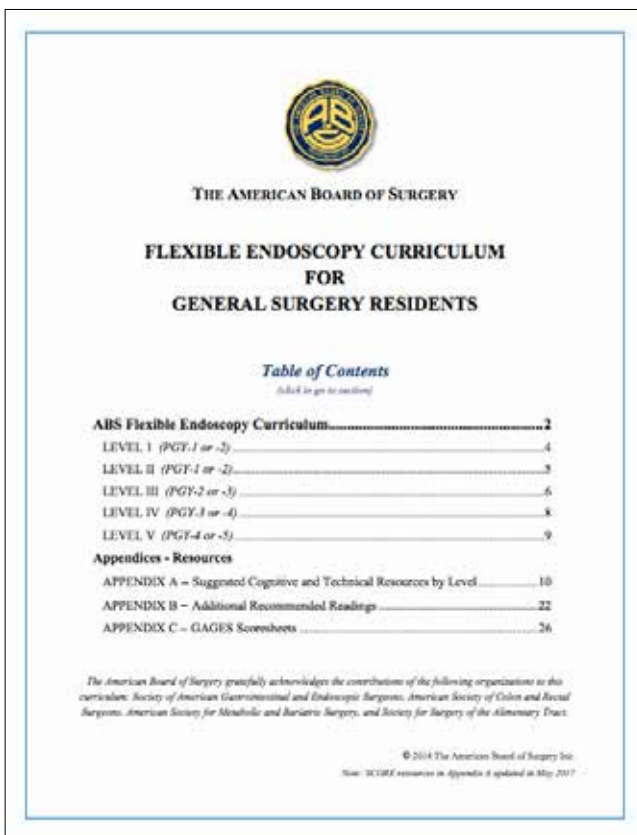 THE AMERICAN BOARD OF SURGERY
FLEXIBLE ENDOSCOPY CURRICULUM
FOR
GENERAL SURGERY RESIDENTS
Table of Contents
(click to go to section)
ABS Flexible Endoscopy Curriculum 2
LEVEL I (PGY-1 or -2) 4
LEVEL II (PGY-1 or -2) 5
LEVEL III (PGY-2 or -3) 6
LEVEL IV (PGY-3 or -4) 8
LEVEL V (PGY-4 or -5) 9
Appendices - Resources
APPENDIX A – Suggested Cognitive and Technical Resources by Level 10
APPENDIX B – Additional Recommended Readings 22
APPENDIX C – GAGES Scoresheets 26
The American Board of Surgery gratefully acknowledges the contributions of the following organizations to this
curriculum: Society of American Gastrointestinal and Endoscopic Surgeons, American Society of Colon and Rectal
Surgeons, American Society for Metabolic and Bariatric Surgery, and Society for Surgery of the Alimentary Tract.
© 2014 The American Board of Surgery Inc.
Note: SCORE resources in Appendix A updated in May 2017